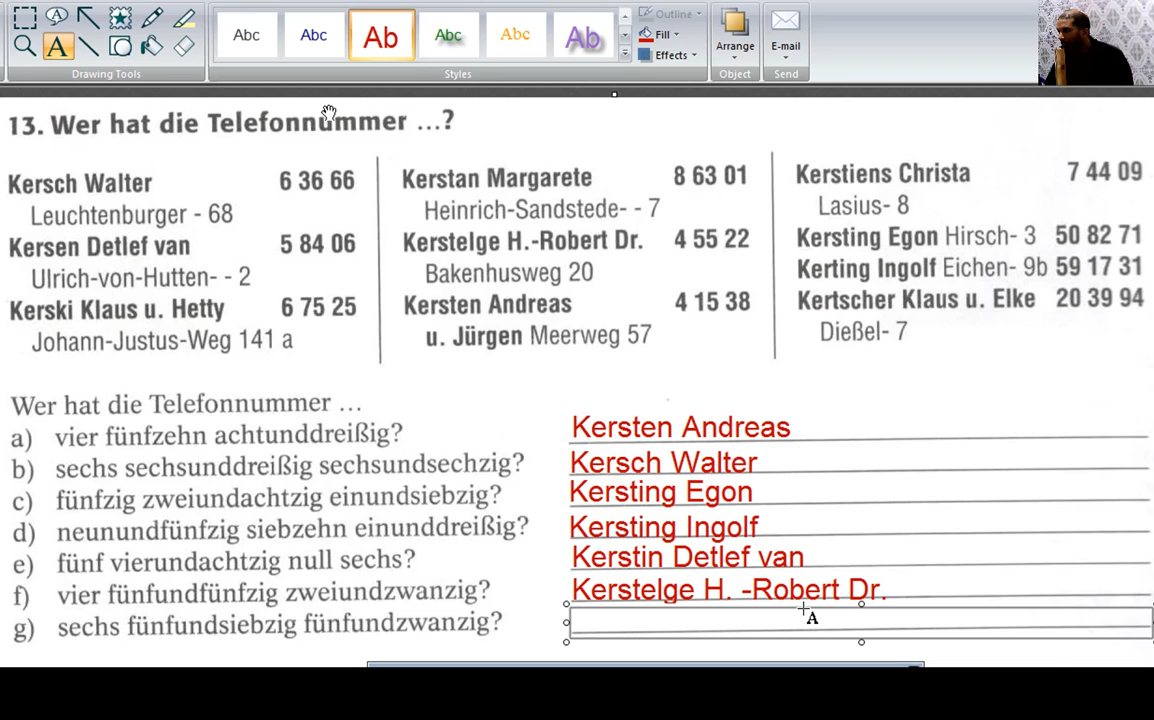 Abc
Abc
Ab
Abc
Abc
Ab
Outline
Fill
Effects
Arrange
E-mail
A
Drawing Tools
Styles
Object
Send
13. Wer hat die Telefonnummer ...?
Kersch Walter 6 36 66
Leuchtenburger - 68
Kersen Detlef van 5 84 06
Ulrich-von-Hutten- - 2
Kerski Klaus u. Hetty 6 75 25
Johann-Justus-Weg 141 a
Kerstan Margarete 8 63 01
Heinrich-Sandstede- - 7
Kerstelge H.-Robert Dr. 4 55 22
Bakenhusweg 20
Kersten Andreas 4 15 38
u. Jürgen Meerweg 57
Kerstiens Christa 7 44 09
Lasius- 8
Kersting Egon Hirsch- 3 50 82 71
Kerting Ingolf Eichen- 9b 59 17 31
Kertscher Klaus u. Elke 20 39 94
Dießel- 7
Wer hat die Telefonnummer ...
a) vier fünfzehn achtunddreißig? Kersten Andreas
b) sechs sechsunddreißig sechsundsechzig? Kersch Walter
c) fünfzig zweiundachtzig einundsiebzig? Kersting Egon
d) neunundfünfzig siebzehn einunddreißig? Kersting Ingolf
e) fünf vierundachtzig null sechs? Kerstin Detlef van
f) vier fünfundfünfzig zweiundzwanzig? Kerstelge H. -Robert Dr.
A
g) sechs fünfundsiebzig fünfundzwanzig?